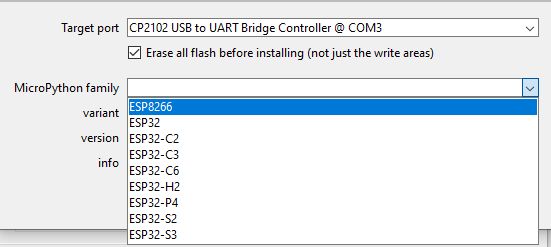 Target port CP2102 USB to UART Bridge Controller @ COM3
Erase all flash before installing (not just the write areas)
MicroPython family
variant
version
info
ESP8266
ESP32
ESP32-C2
ESP32-C3
ESP32-C6
ESP32-H2
ESP32-P4
ESP32-S2
ESP32-S3